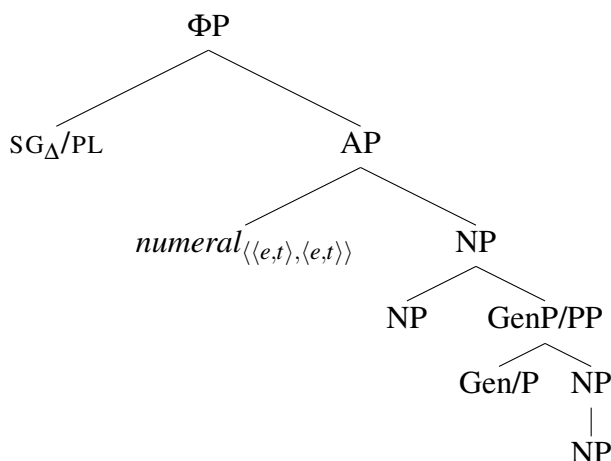 ΦP
SG_Δ/PL AP
numeral_⟨⟨e,t⟩,⟨e,t⟩⟩ NP
NP GenP/PP
Gen/P NP
NP